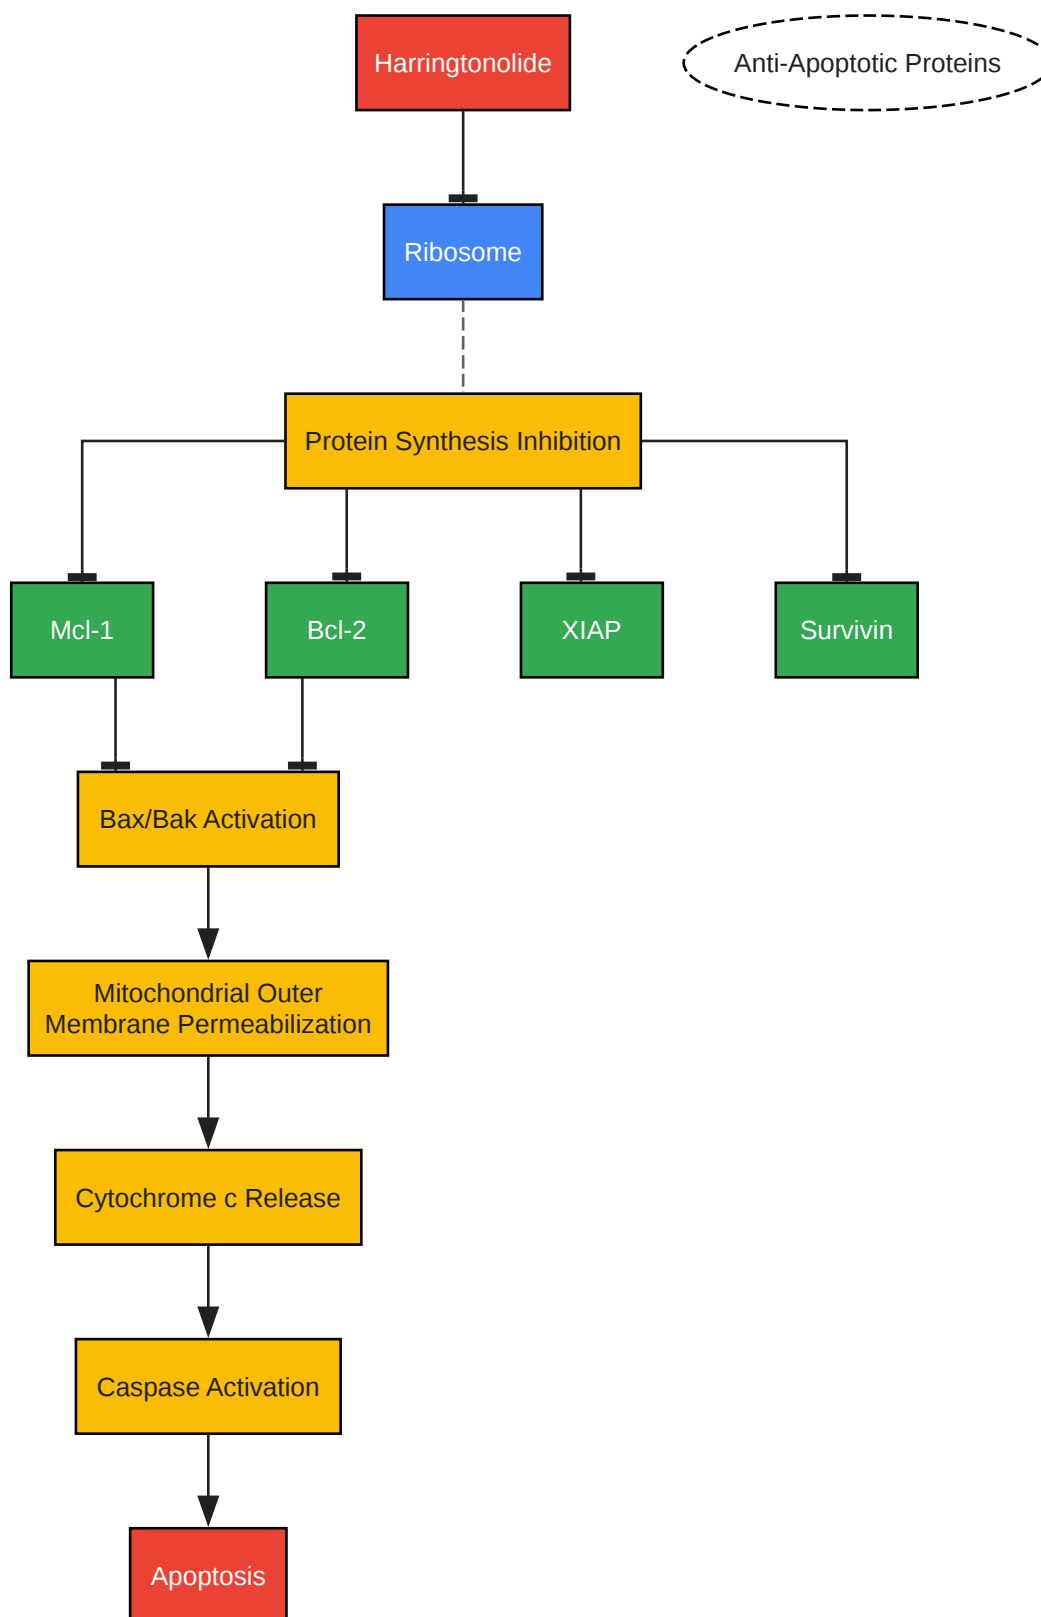 Harringtonolide
Anti-Apoptotic Proteins
Ribosome
Protein Synthesis Inhibition
Mcl-1
Bcl-2
XIAP
Survivin
Bax/Bak Activation
Mitochondrial Outer
Membrane Permeabilization
Cytochrome c Release
Caspase Activation
Apoptosis